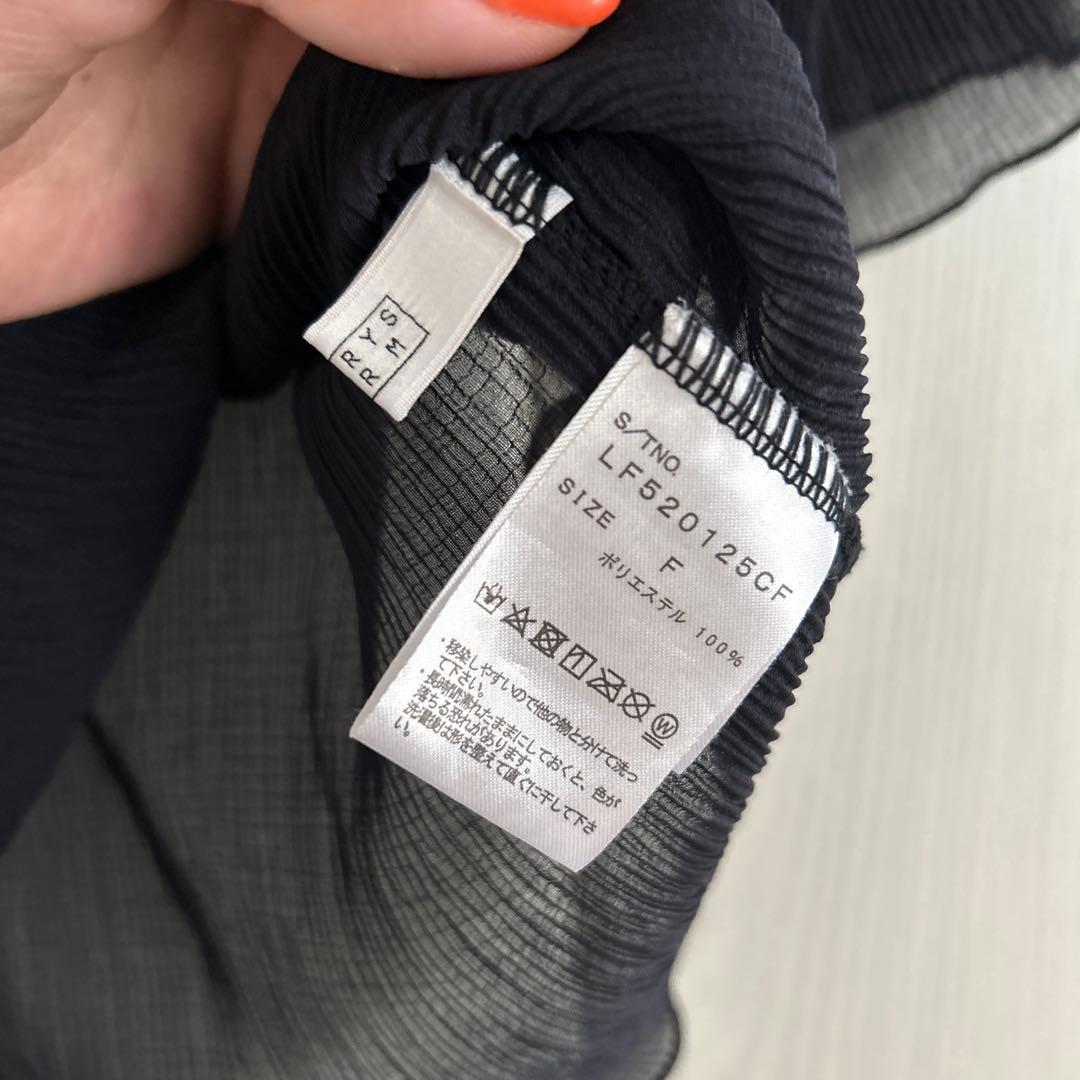 RYS
RM
S/TNO.
LF520125CF
SIZE F
ポリエステル 100%
W
・移染しやすいので他の物と分けて洗っ
て下さい。
・長時間濡れたままにしておくと、色が
落ちる恐れがあります。
洗濯後は形を整えて直ぐに干して下さ
い。